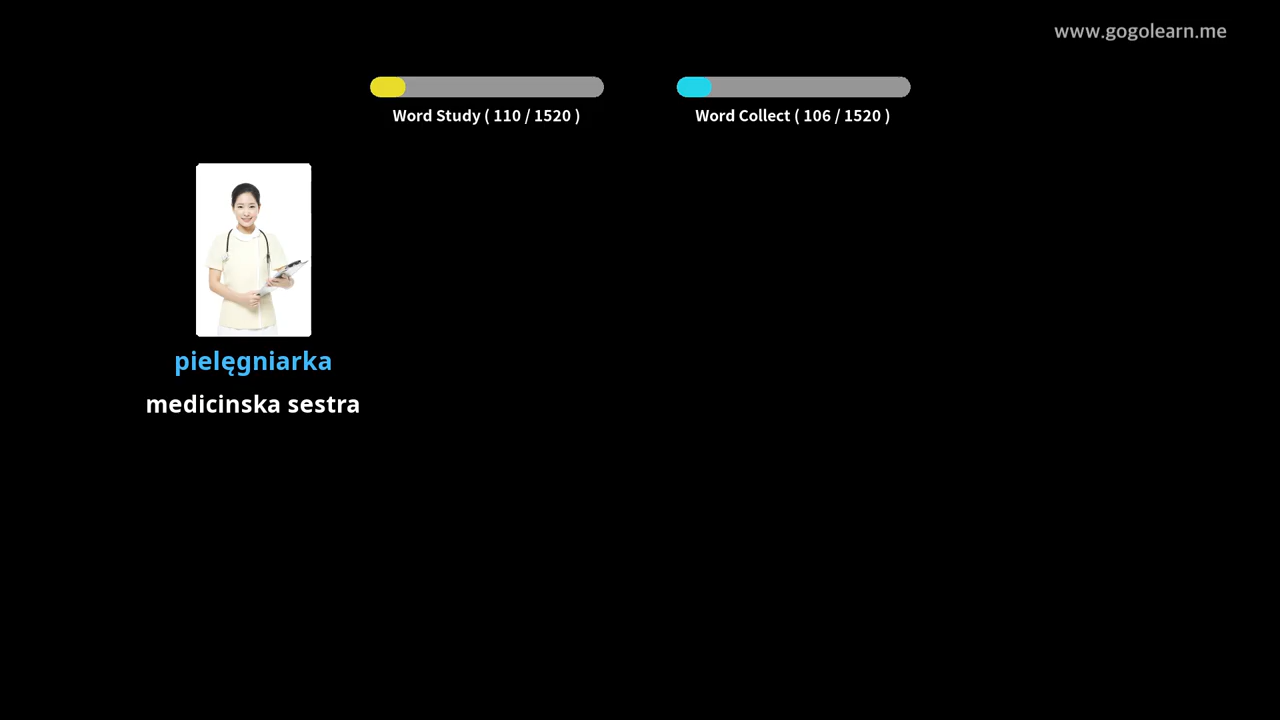 www.gogolearn.me
Word Study ( 110 / 1520 )
Word Collect ( 106 / 1520 )
pielęgniarka
medicinska sestra